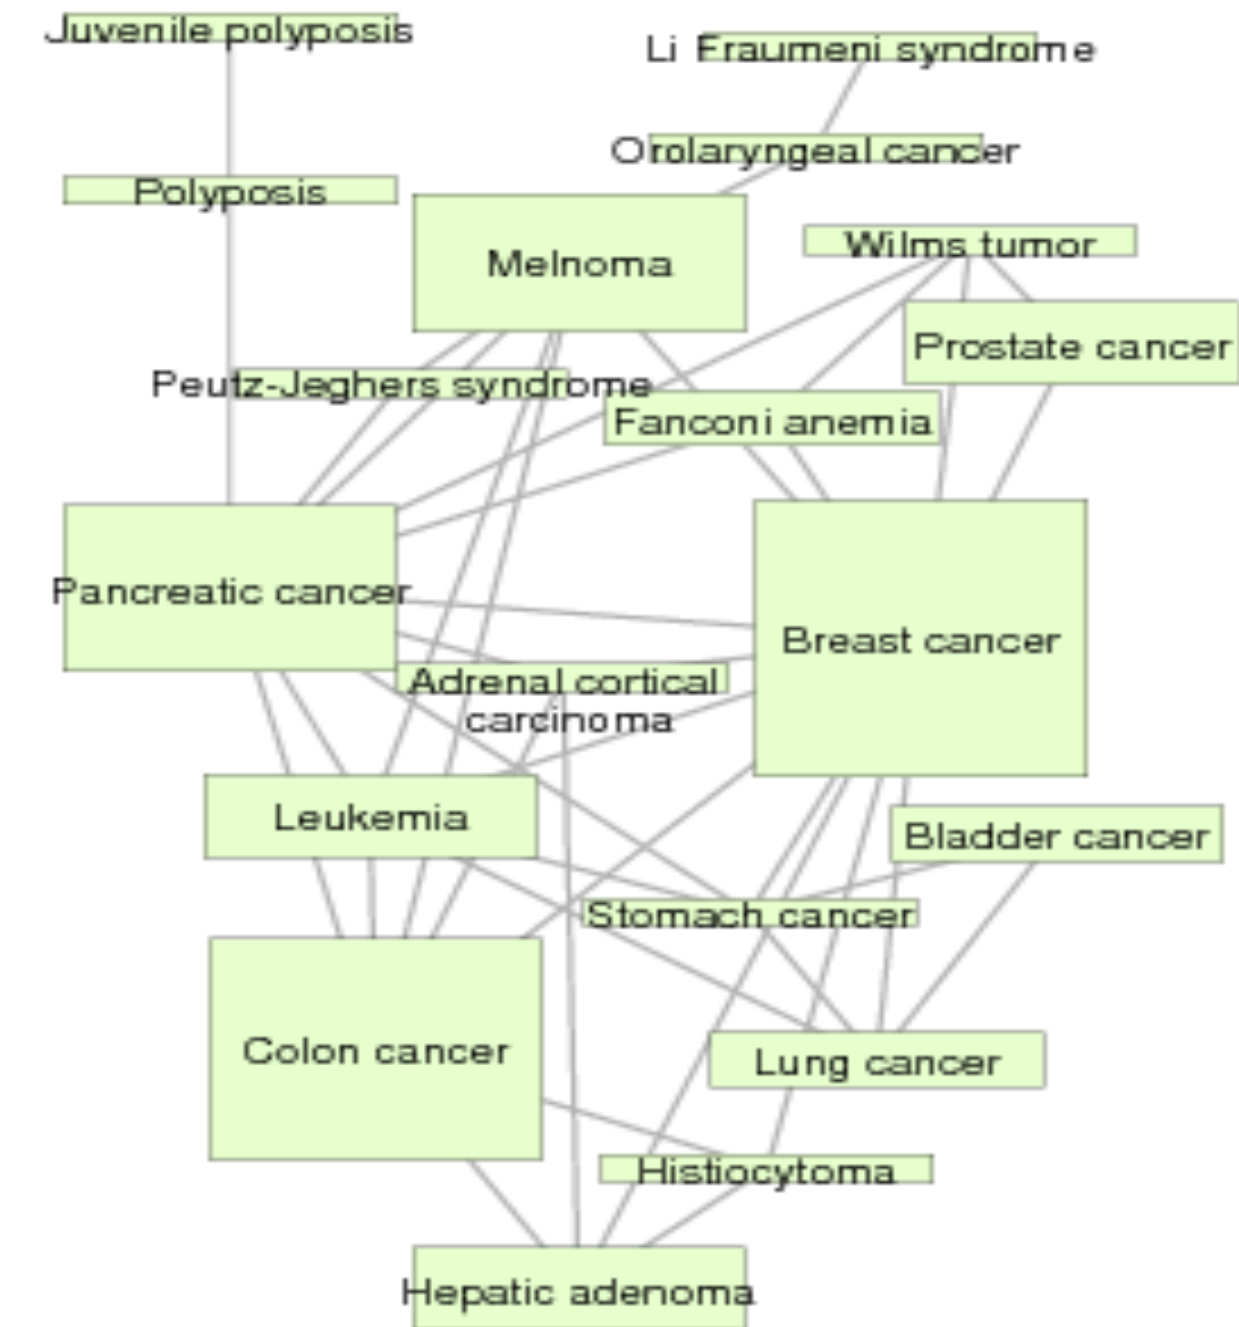 Juvenile polyposis
Li Fraumeni syndrome
Orolaryngeal cancer
Polyposis
Melnoma
Wilms tumor
Prostate cancer
Peutz-Jeghers syndrome
Fanconi anemia
Pancreatic cancer
Breast cancer
Adrenal cortical
carcinoma
Leukemia
Bladder cancer
Stomach cancer
Colon cancer
Lung cancer
Histiocytoma
Hepatic adenoma